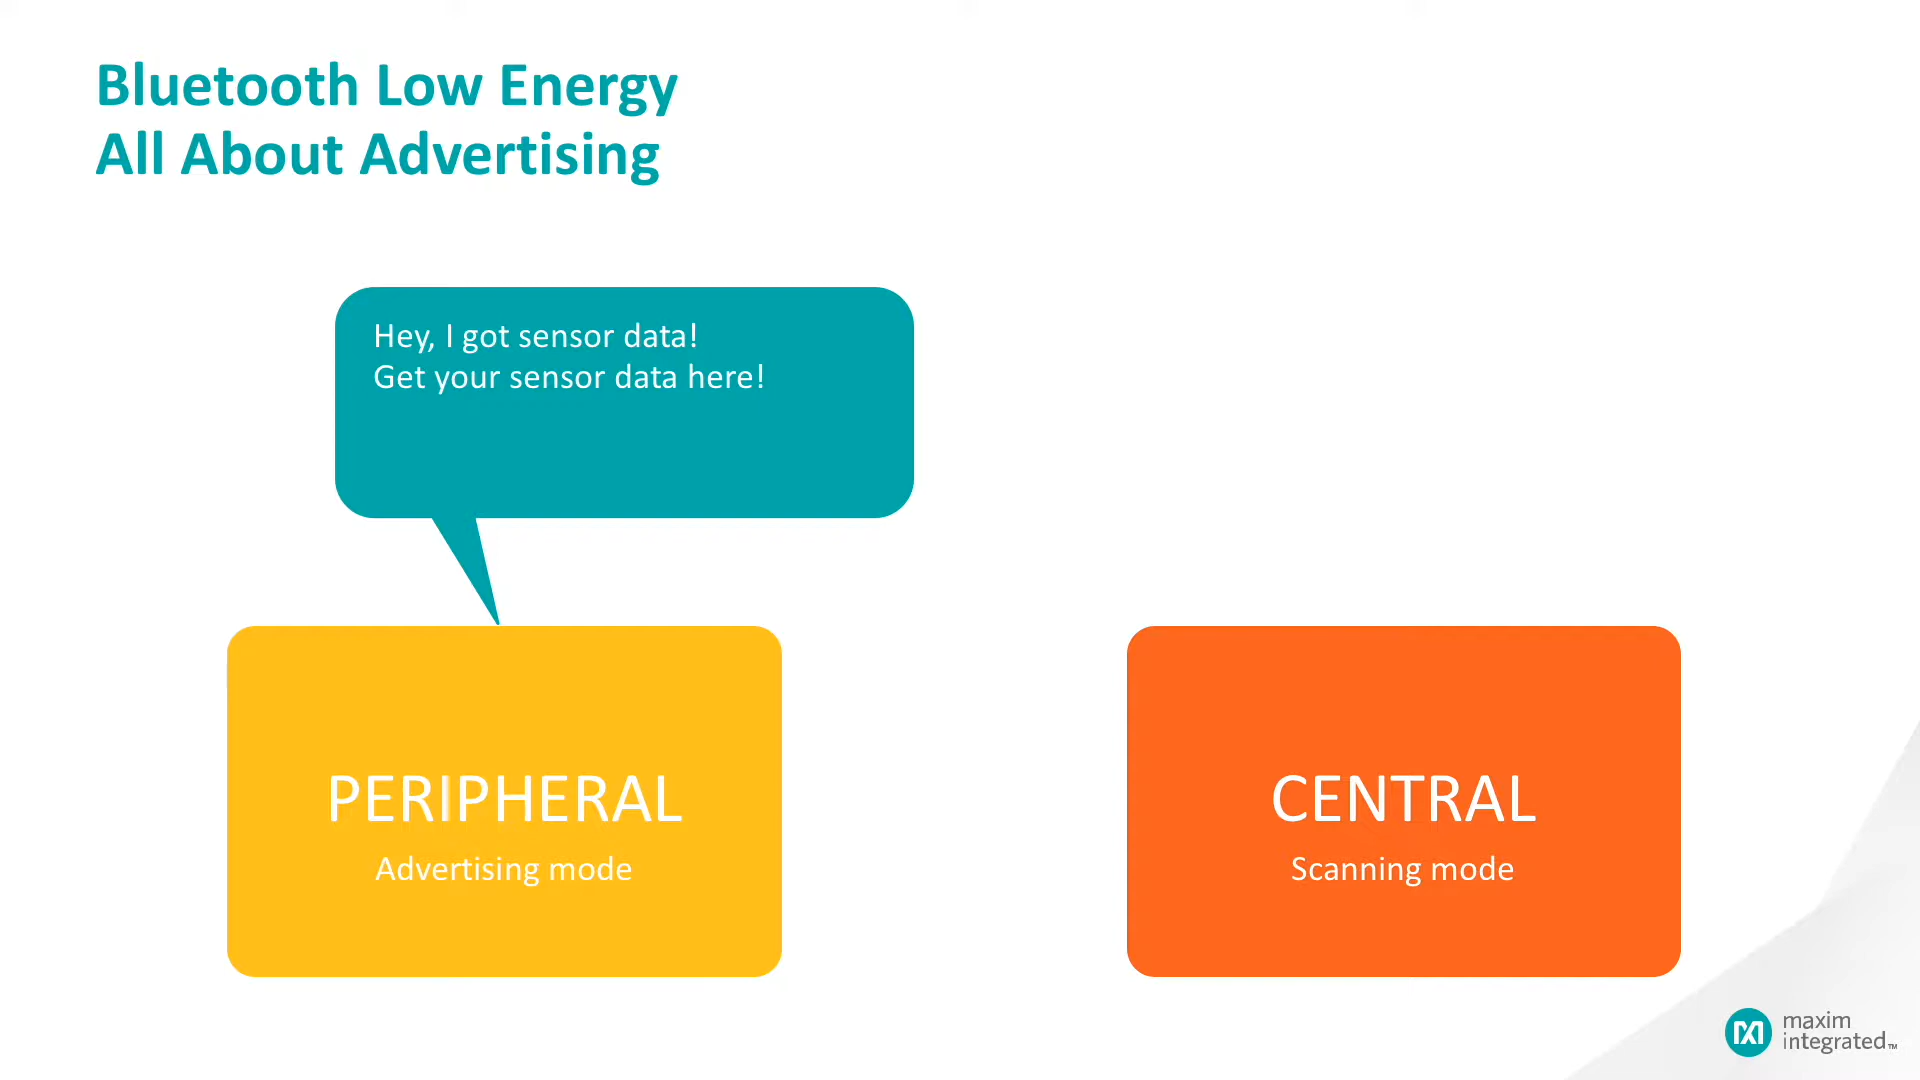 Bluetooth Low Energy
All About Advertising
Hey, I got sensor data!
Get your sensor data here!
PERIPHERAL
Advertising mode
CENTRAL
Scanning mode
maxim
integrated™